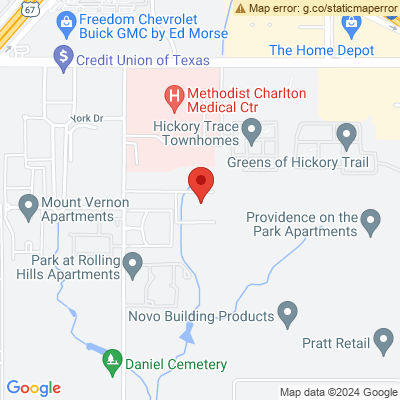 Map error: g.co/staticmaperror
67
Freedom Chevrolet
Buick GMC by Ed Morse
The Home Depot
$
Credit Union of Texas
H
Methodist Charlton
Medical Ctr
York Dr
Hickory Trace
Townhomes
Greens of Hickory Trail
Mount Vernon
Apartments
Providence on the
Park Apartments
Park at Rolling
Hills Apartments
Novo Building Products
Pratt Retail
Daniel Cemetery
Google
Map data ©2024 Google